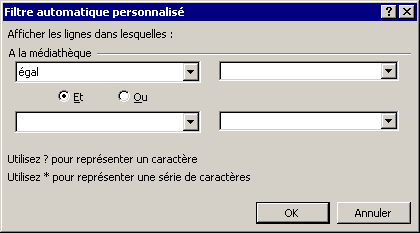 Filtre automatique personnalisé
Afficher les lignes dans lesquelles :
A la médiathèque
égal
Et Ou
Utilisez ? pour représenter un caractère
Utilisez * pour représenter une série de caractères
OK Annuler